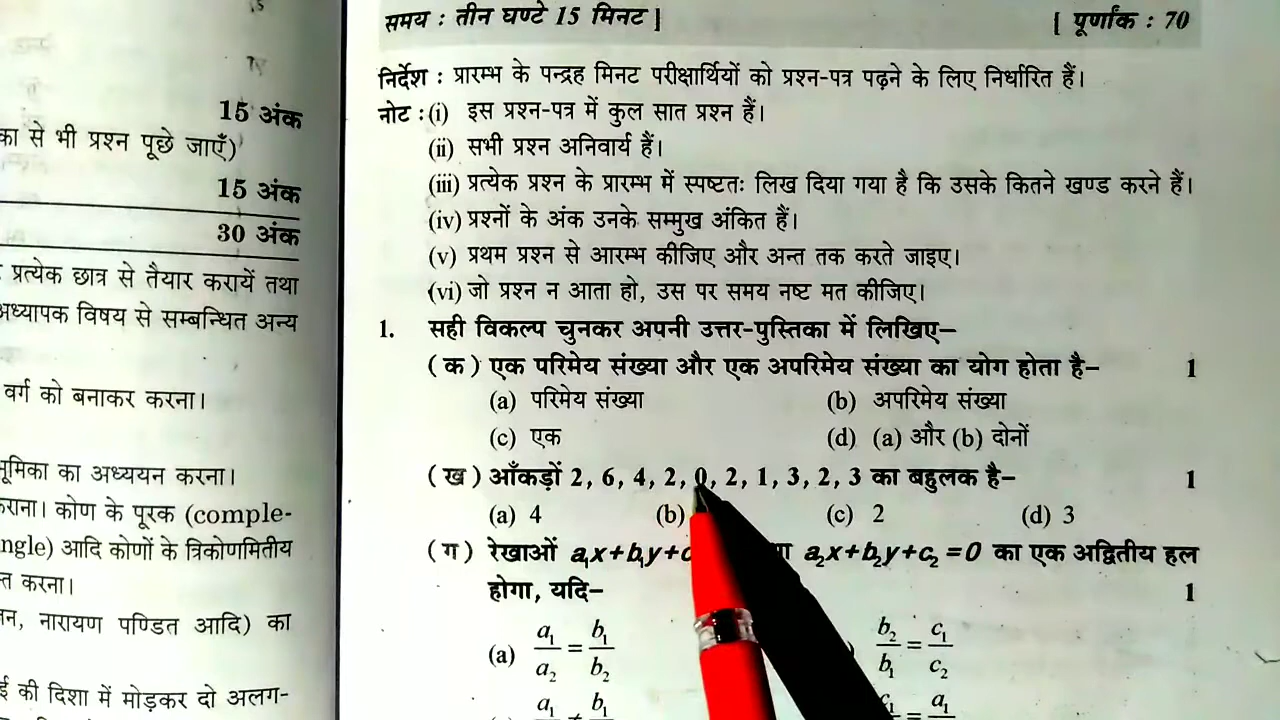 15 अंक
का से भी प्रश्न पूछे जाएँ)
15 अंक
30 अंक
प्रत्येक छात्र से तैयार करायें तथा
अध्यापक विषय से सम्बन्धित अन्य
वर्ग को बनाकर करना।
भूमिका का अध्ययन करना।
कराना। कोण के पूरक (comple-
ngle) आदि कोणों के त्रिकोणमितीय
करना।
नारायण पण्डित आदि) का
की दिशा में मोड़कर दो अलग-
समय : तीन घण्टे 15 मिनट ] [ पूर्णांक : 70
निर्देश : प्रारम्भ के पन्द्रह मिनट परीक्षार्थियों को प्रश्न-पत्र पढ़ने के लिए निर्धारित हैं।
नोट : (i) इस प्रश्न-पत्र में कुल सात प्रश्न हैं।
(ii) सभी प्रश्न अनिवार्य हैं।
(iii) प्रत्येक प्रश्न के प्रारम्भ में स्पष्टतः लिख दिया गया है कि उसके कितने खण्ड करने हैं।
(iv) प्रश्नों के अंक उनके सम्मुख अंकित हैं।
(v) प्रथम प्रश्न से आरम्भ कीजिए और अन्त तक करते जाइए।
(vi) जो प्रश्न न आता हो, उस पर समय नष्ट मत कीजिए।
1. सही विकल्प चुनकर अपनी उत्तर-पुस्तिका में लिखिए–
(क) एक परिमेय संख्या और एक अपरिमेय संख्या का योग होता है– 1
(a) परिमेय संख्या (b) अपरिमेय संख्या
(c) एक (d) (a) और (b) दोनों
(ख) आँकड़ों 2, 6, 4, 2, 0, 2, 1, 3, 2, 3 का बहुलक है– 1
(a) 4 (b) (c) 2 (d) 3
(ग) रेखाओं a₁x+b₁y+c a₂x+b₂y+c₂=0 का एक अद्वितीय हल
होगा, यदि– 1
(a) a₁/a₂ = b₁/b₂ b₂/b₁ = c₁/c₂
a₁ ≠ b₁ c₁ = a₁